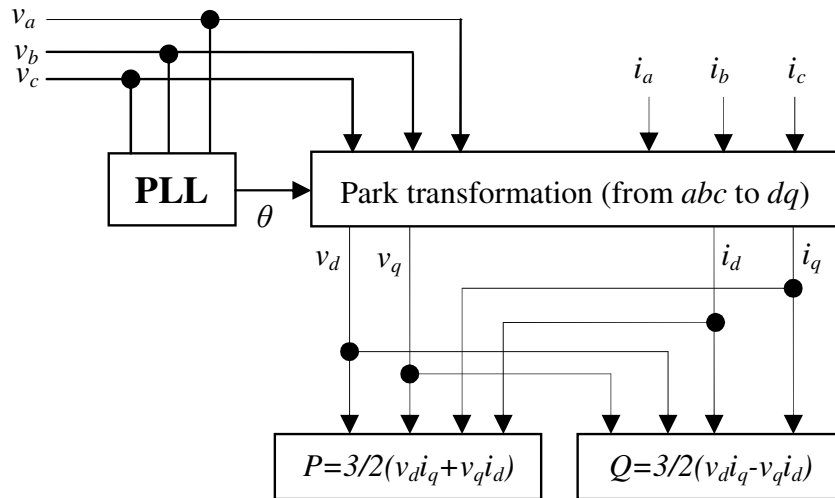 v_a
v_b
v_c
i_a i_b i_c
PLL
θ
Park transformation (from abc to dq)
v_d v_q i_d i_q
P=3/2(v_d i_q+v_q i_d)
Q=3/2(v_d i_q-v_q i_d)